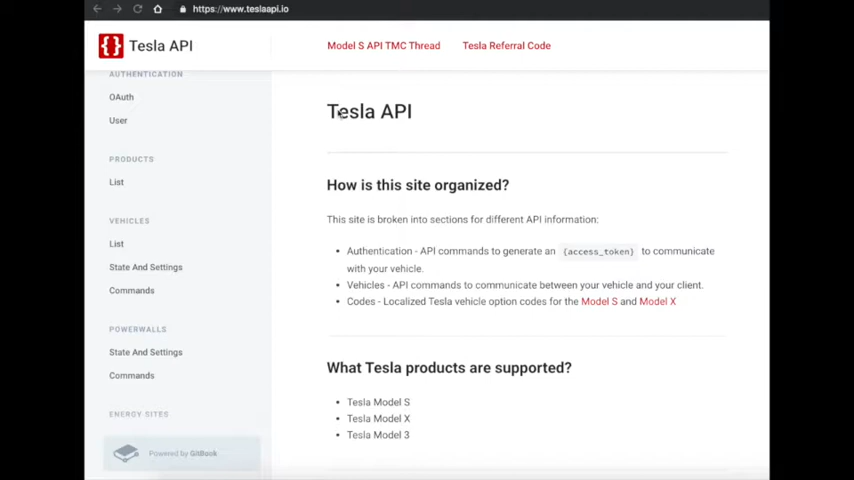 https://www.teslaapi.io
Tesla API
Model S API TMC Thread
Tesla Referral Code
AUTHENTICATION
OAuth
User
PRODUCTS
List
VEHICLES
List
State And Settings
Commands
POWERWALLS
State And Settings
Commands
ENERGY SITES
Powered by GitBook
Tesla API
How is this site organized?
This site is broken into sections for different API information:
Authentication - API commands to generate an {access_token} to communicate
with your vehicle.
Vehicles - API commands to communicate between your vehicle and your client.
Codes - Localized Tesla vehicle option codes for the Model S and Model X
What Tesla products are supported?
Tesla Model S
Tesla Model X
Tesla Model 3